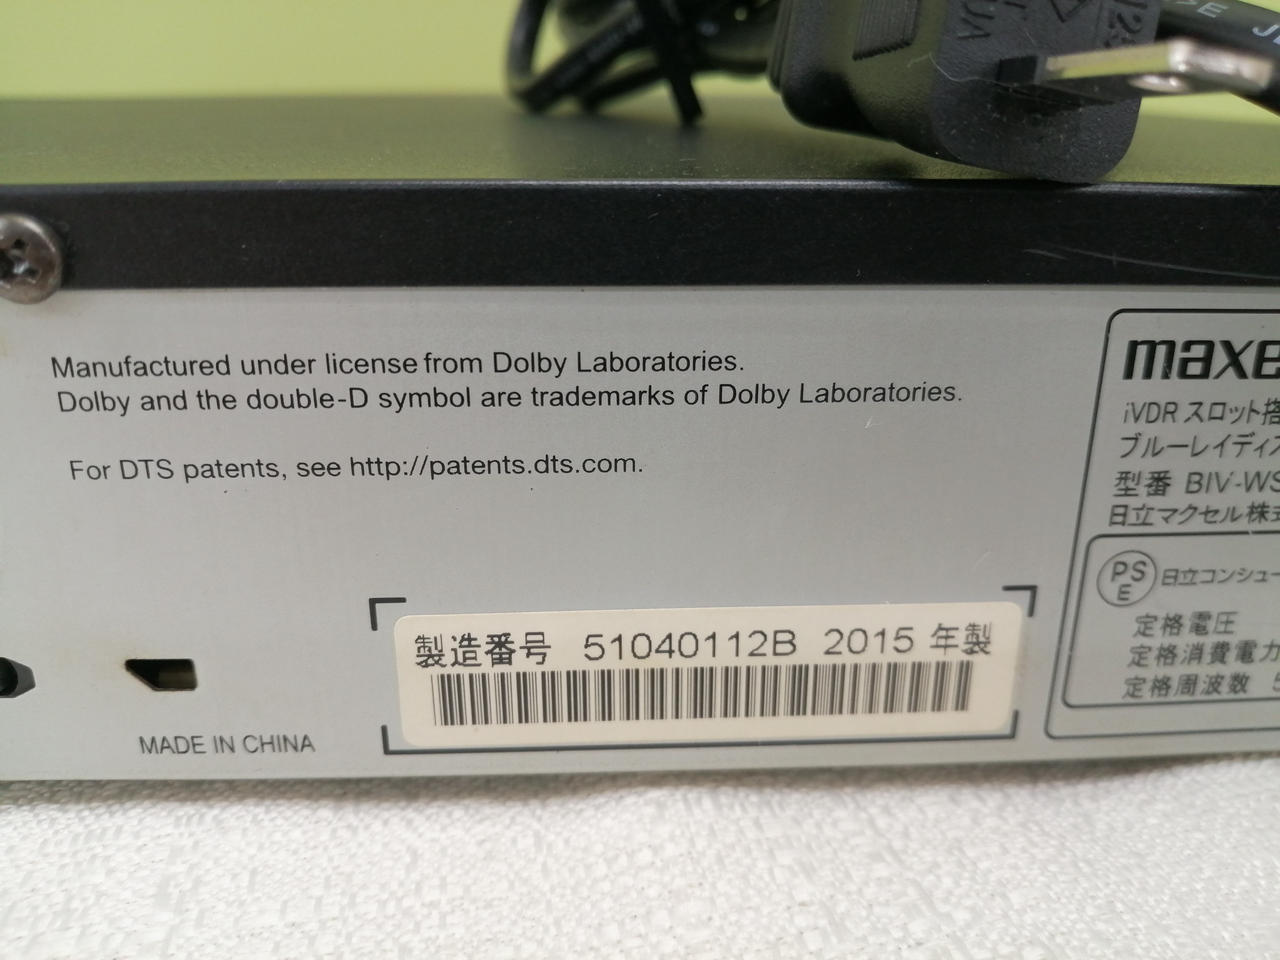 Manufactured under license from Dolby Laboratories.
Dolby and the double-D symbol are trademarks of Dolby Laboratories.
For DTS patents, see http://patents.dts.com.
MADE IN CHINA
製造番号 51040112B 2015 年製
maxe
iVDR スロット搭
ブルーレイディス
型番 BIV-WS
日立マクセル株式
PS
E
日立コンシュー
定格電圧
定格消費電力
定格周波数 5